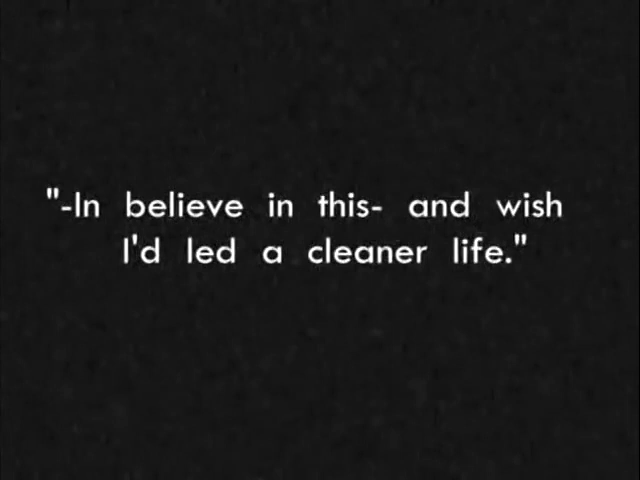 "-In believe in this- and wish
I'd led a cleaner life."